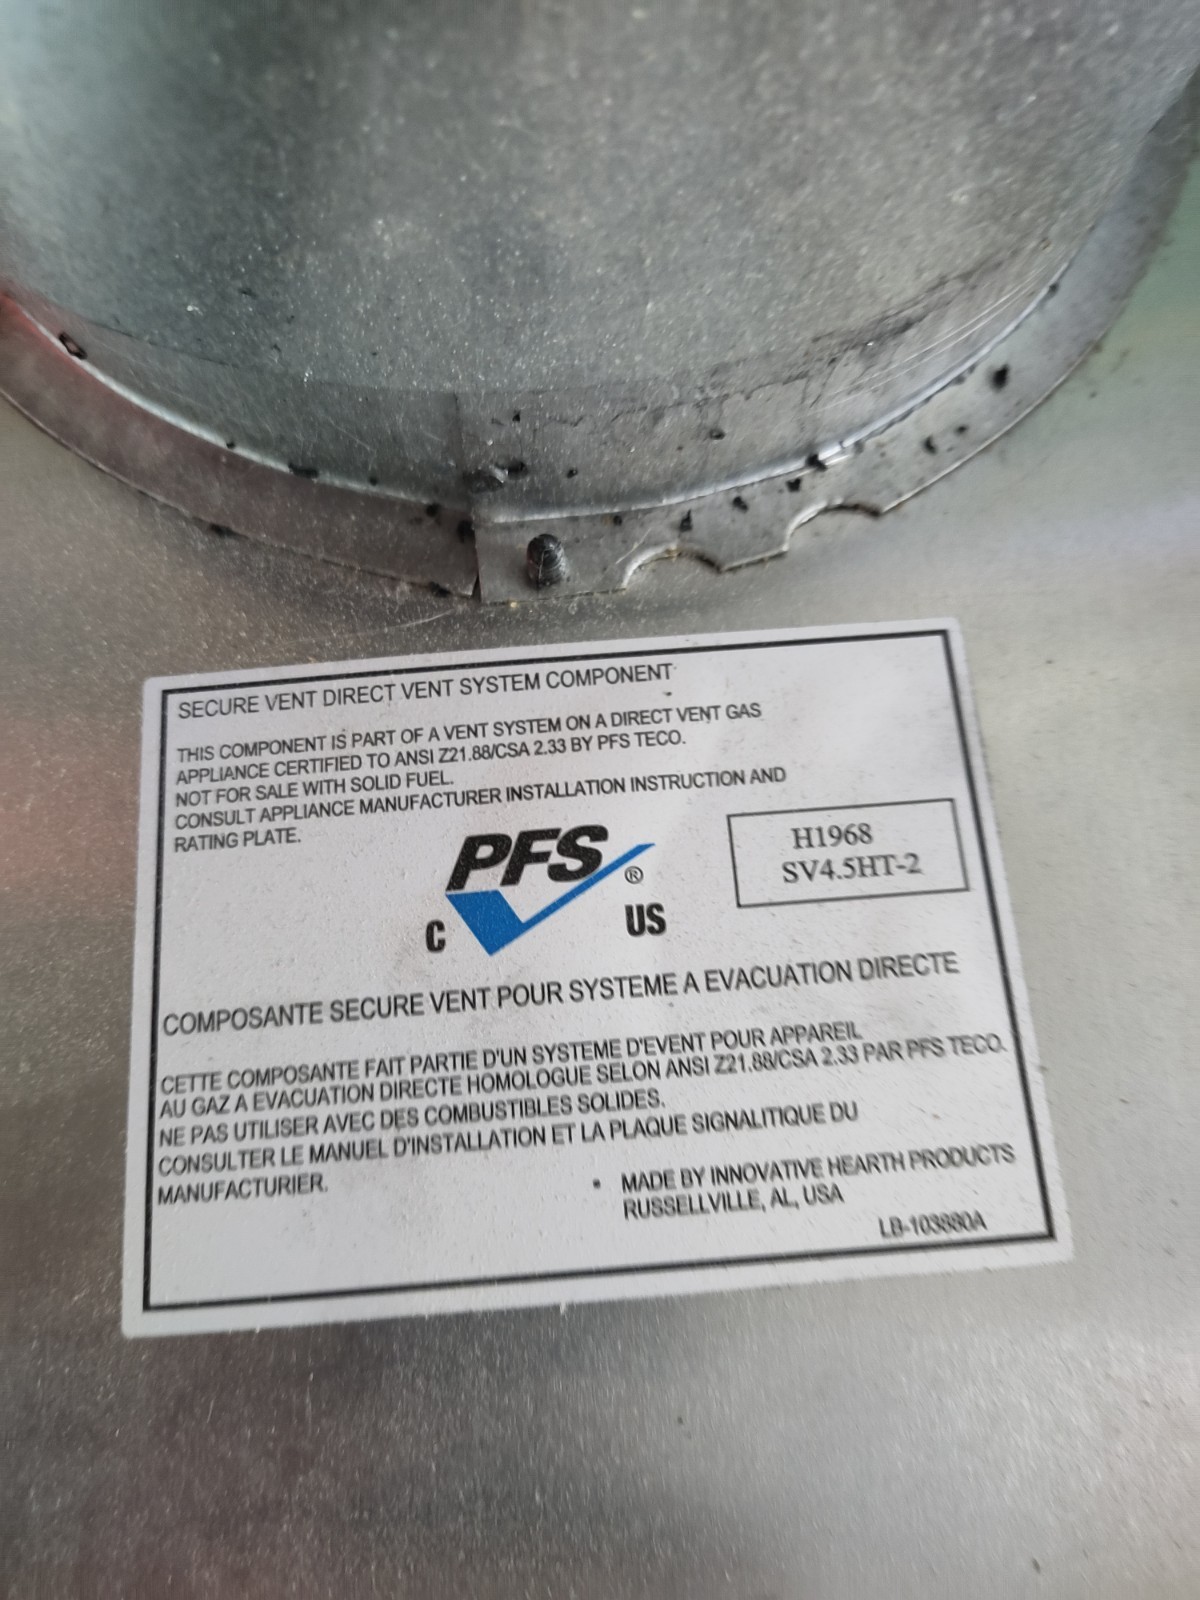 SECURE VENT DIRECT VENT SYSTEM COMPONENT
THIS COMPONENT IS PART OF A VENT SYSTEM ON A DIRECT VENT GAS
APPLIANCE CERTIFIED TO ANSI Z21.88/CSA 2.33 BY PFS TECO.
NOT FOR SALE WITH SOLID FUEL.
CONSULT APPLIANCE MANUFACTURER INSTALLATION INSTRUCTION AND
RATING PLATE.
PFS ®
C US
H1968
SV4.5HT-2
COMPOSANTE SECURE VENT POUR SYSTEME A EVACUATION DIRECTE
CETTE COMPOSANTE FAIT PARTIE D'UN SYSTEME D'EVENT POUR APPAREIL
AU GAZ A EVACUATION DIRECTE HOMOLOGUE SELON ANSI Z21.88/CSA 2.33 PAR PFS TECO.
NE PAS UTILISER AVEC DES COMBUSTIBLES SOLIDES.
CONSULTER LE MANUEL D'INSTALLATION ET LA PLAQUE SIGNALITIQUE DU
MANUFACTURIER.
• MADE BY INNOVATIVE HEARTH PRODUCTS
RUSSELLVILLE, AL, USA
LB-103880A